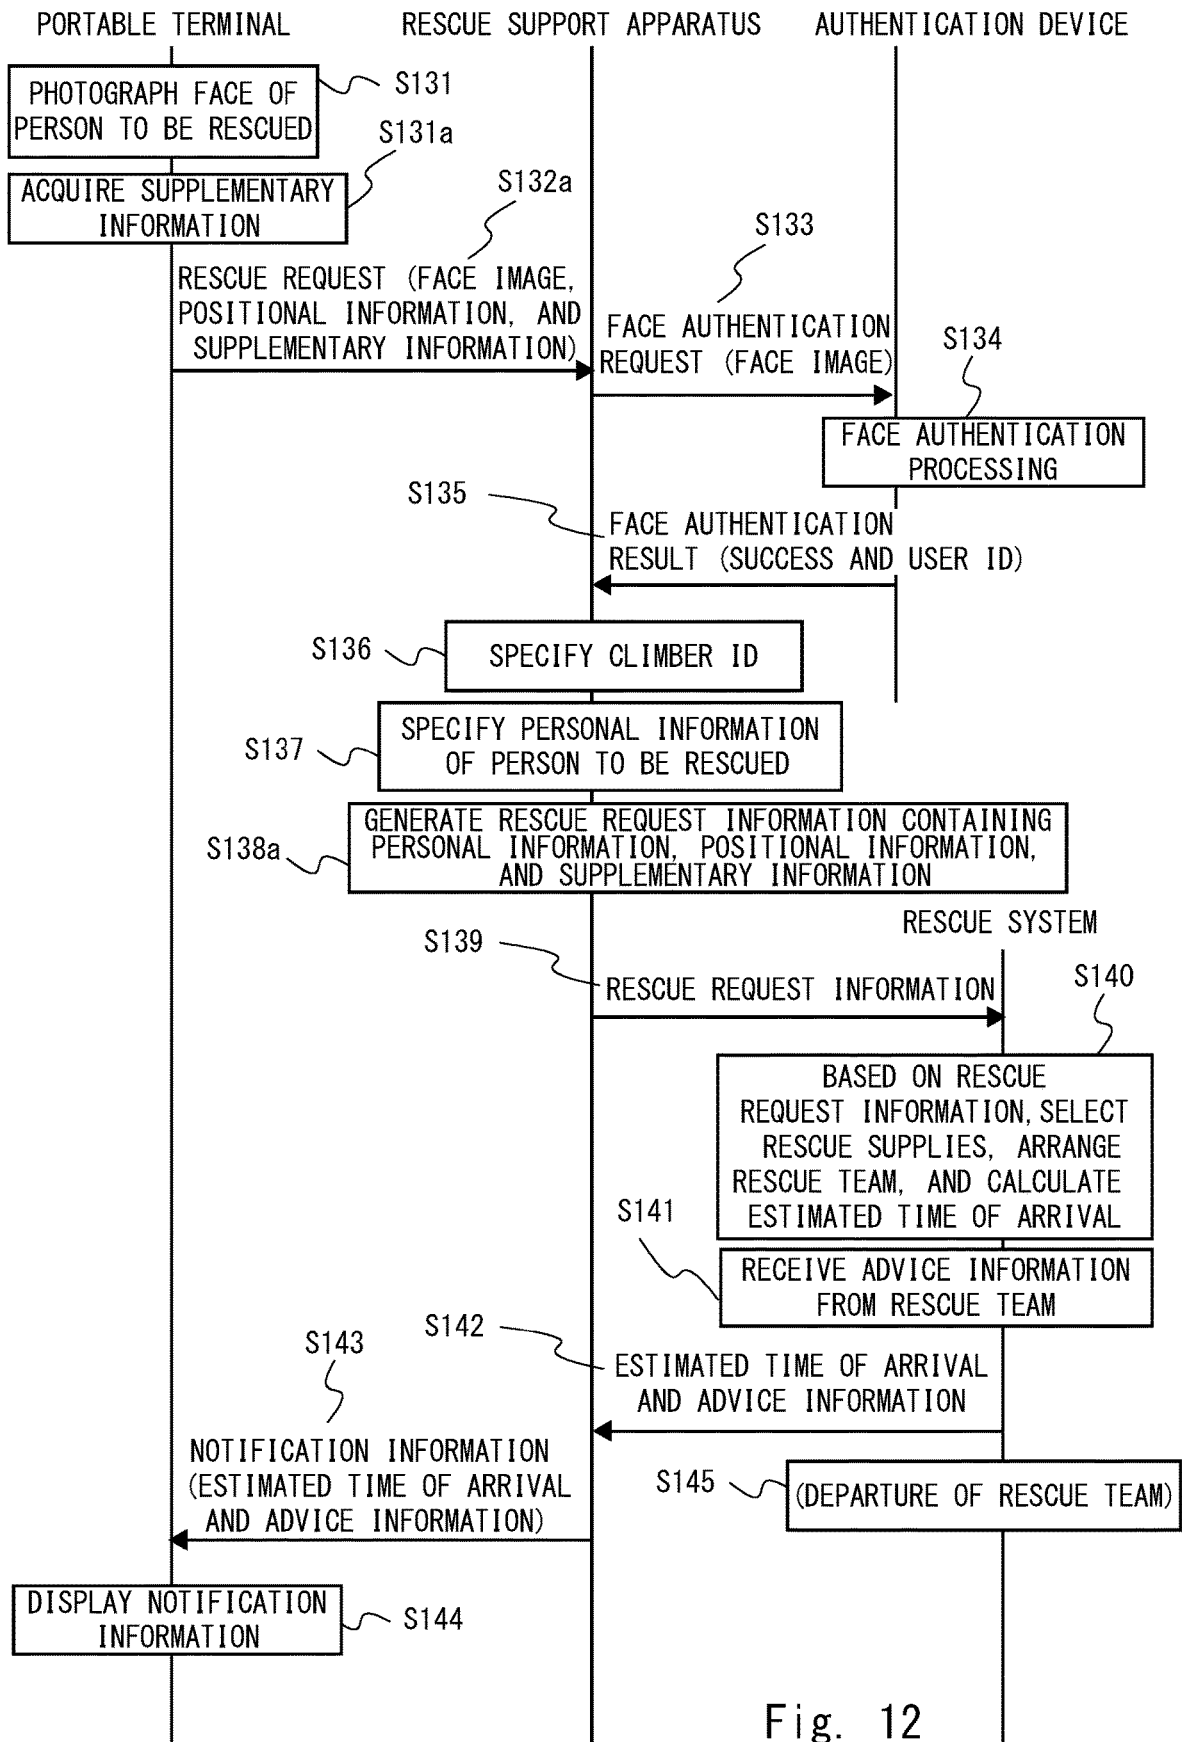 PORTABLE TERMINAL
RESCUE SUPPORT APPARATUS
AUTHENTICATION DEVICE
PHOTOGRAPH FACE OF
PERSON TO BE RESCUED
S131
S131a
ACQUIRE SUPPLEMENTARY
INFORMATION
S132a
RESCUE REQUEST (FACE IMAGE,
POSITIONAL INFORMATION, AND
SUPPLEMENTARY INFORMATION)
S133
FACE AUTHENTICATION
REQUEST (FACE IMAGE)
S134
FACE AUTHENTICATION
PROCESSING
S135
FACE AUTHENTICATION
RESULT (SUCCESS AND USER ID)
S136
SPECIFY CLIMBER ID
S137
SPECIFY PERSONAL INFORMATION
OF PERSON TO BE RESCUED
S138a
GENERATE RESCUE REQUEST INFORMATION CONTAINING
PERSONAL INFORMATION, POSITIONAL INFORMATION,
AND SUPPLEMENTARY INFORMATION
RESCUE SYSTEM
S139
RESCUE REQUEST INFORMATION
S140
BASED ON RESCUE
REQUEST INFORMATION, SELECT
RESCUE SUPPLIES, ARRANGE
RESCUE TEAM, AND CALCULATE
ESTIMATED TIME OF ARRIVAL
S141
RECEIVE ADVICE INFORMATION
FROM RESCUE TEAM
S142
ESTIMATED TIME OF ARRIVAL
AND ADVICE INFORMATION
S143
NOTIFICATION INFORMATION
(ESTIMATED TIME OF ARRIVAL
AND ADVICE INFORMATION)
S145
(DEPARTURE OF RESCUE TEAM)
DISPLAY NOTIFICATION
INFORMATION
S144
Fig. 12